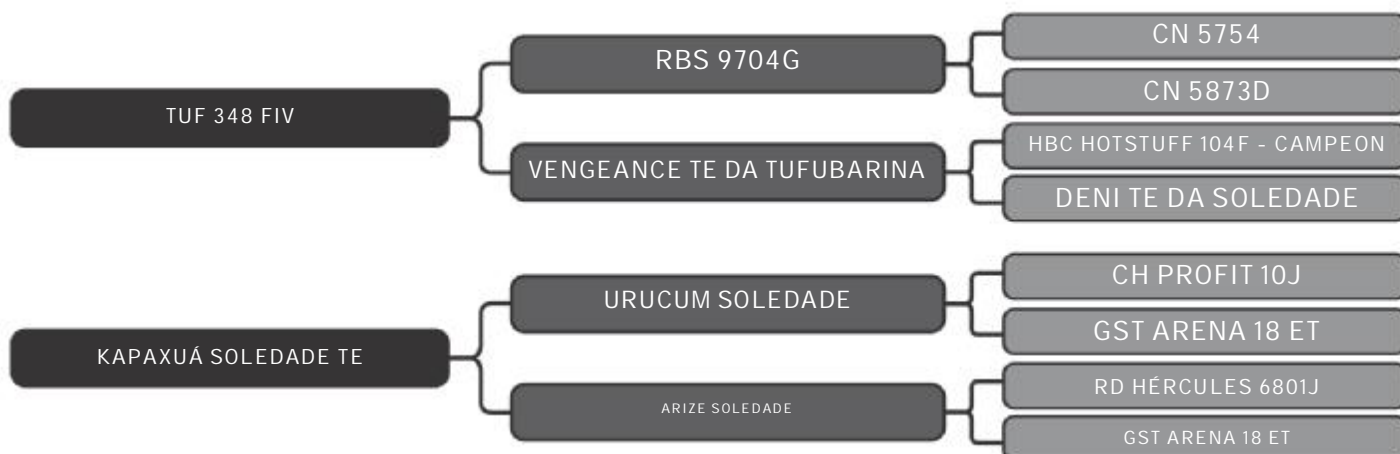 TUF 348 FIV
RBS 9704G
CN 5754
CN 5873D
VENGEANCE TE DA TUFUBARINA
HBC HOTSTUFF 104F - CAMPEON
DENI TE DA SOLEDADE
KAPAXUÁ SOLEDADE TE
URUCUM SOLEDADE
CH PROFIT 10J
GST ARENA 18 ET
ARIZE SOLEDADE
RD HÉRCULES 6801J
GST ARENA 18 ET